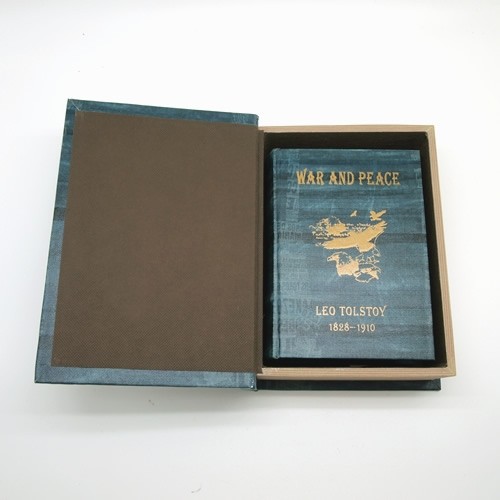 WAR AND PEACE
LEO TOLSTOY
1828–1910